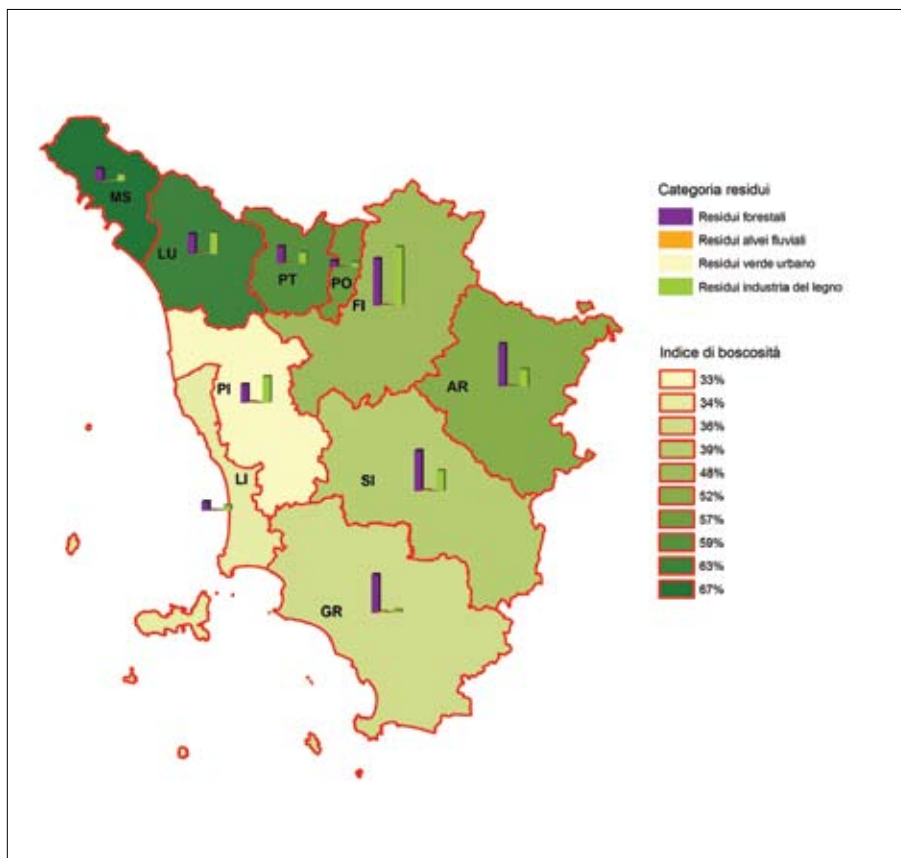 MS
LU
PT
PO
FI
PI
AR
LI
SI
GR
Categoria residui
Residui forestali
Residui alvei fluviali
Residui verde urbano
Residui industria del legno
Indice di boscosità
33%
34%
36%
39%
48%
52%
57%
59%
63%
67%